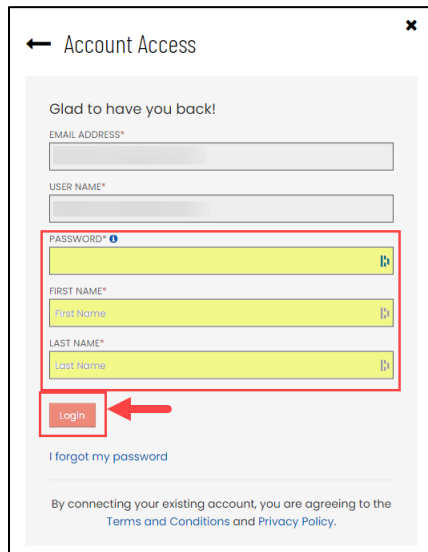 Account Access
Glad to have you back!
EMAIL ADDRESS*
USER NAME*
PASSWORD*
FIRST NAME*
First Name
LAST NAME*
Last Name
Login
I forgot my password
By connecting your existing account, you are agreeing to the
Terms and Conditions and Privacy Policy.